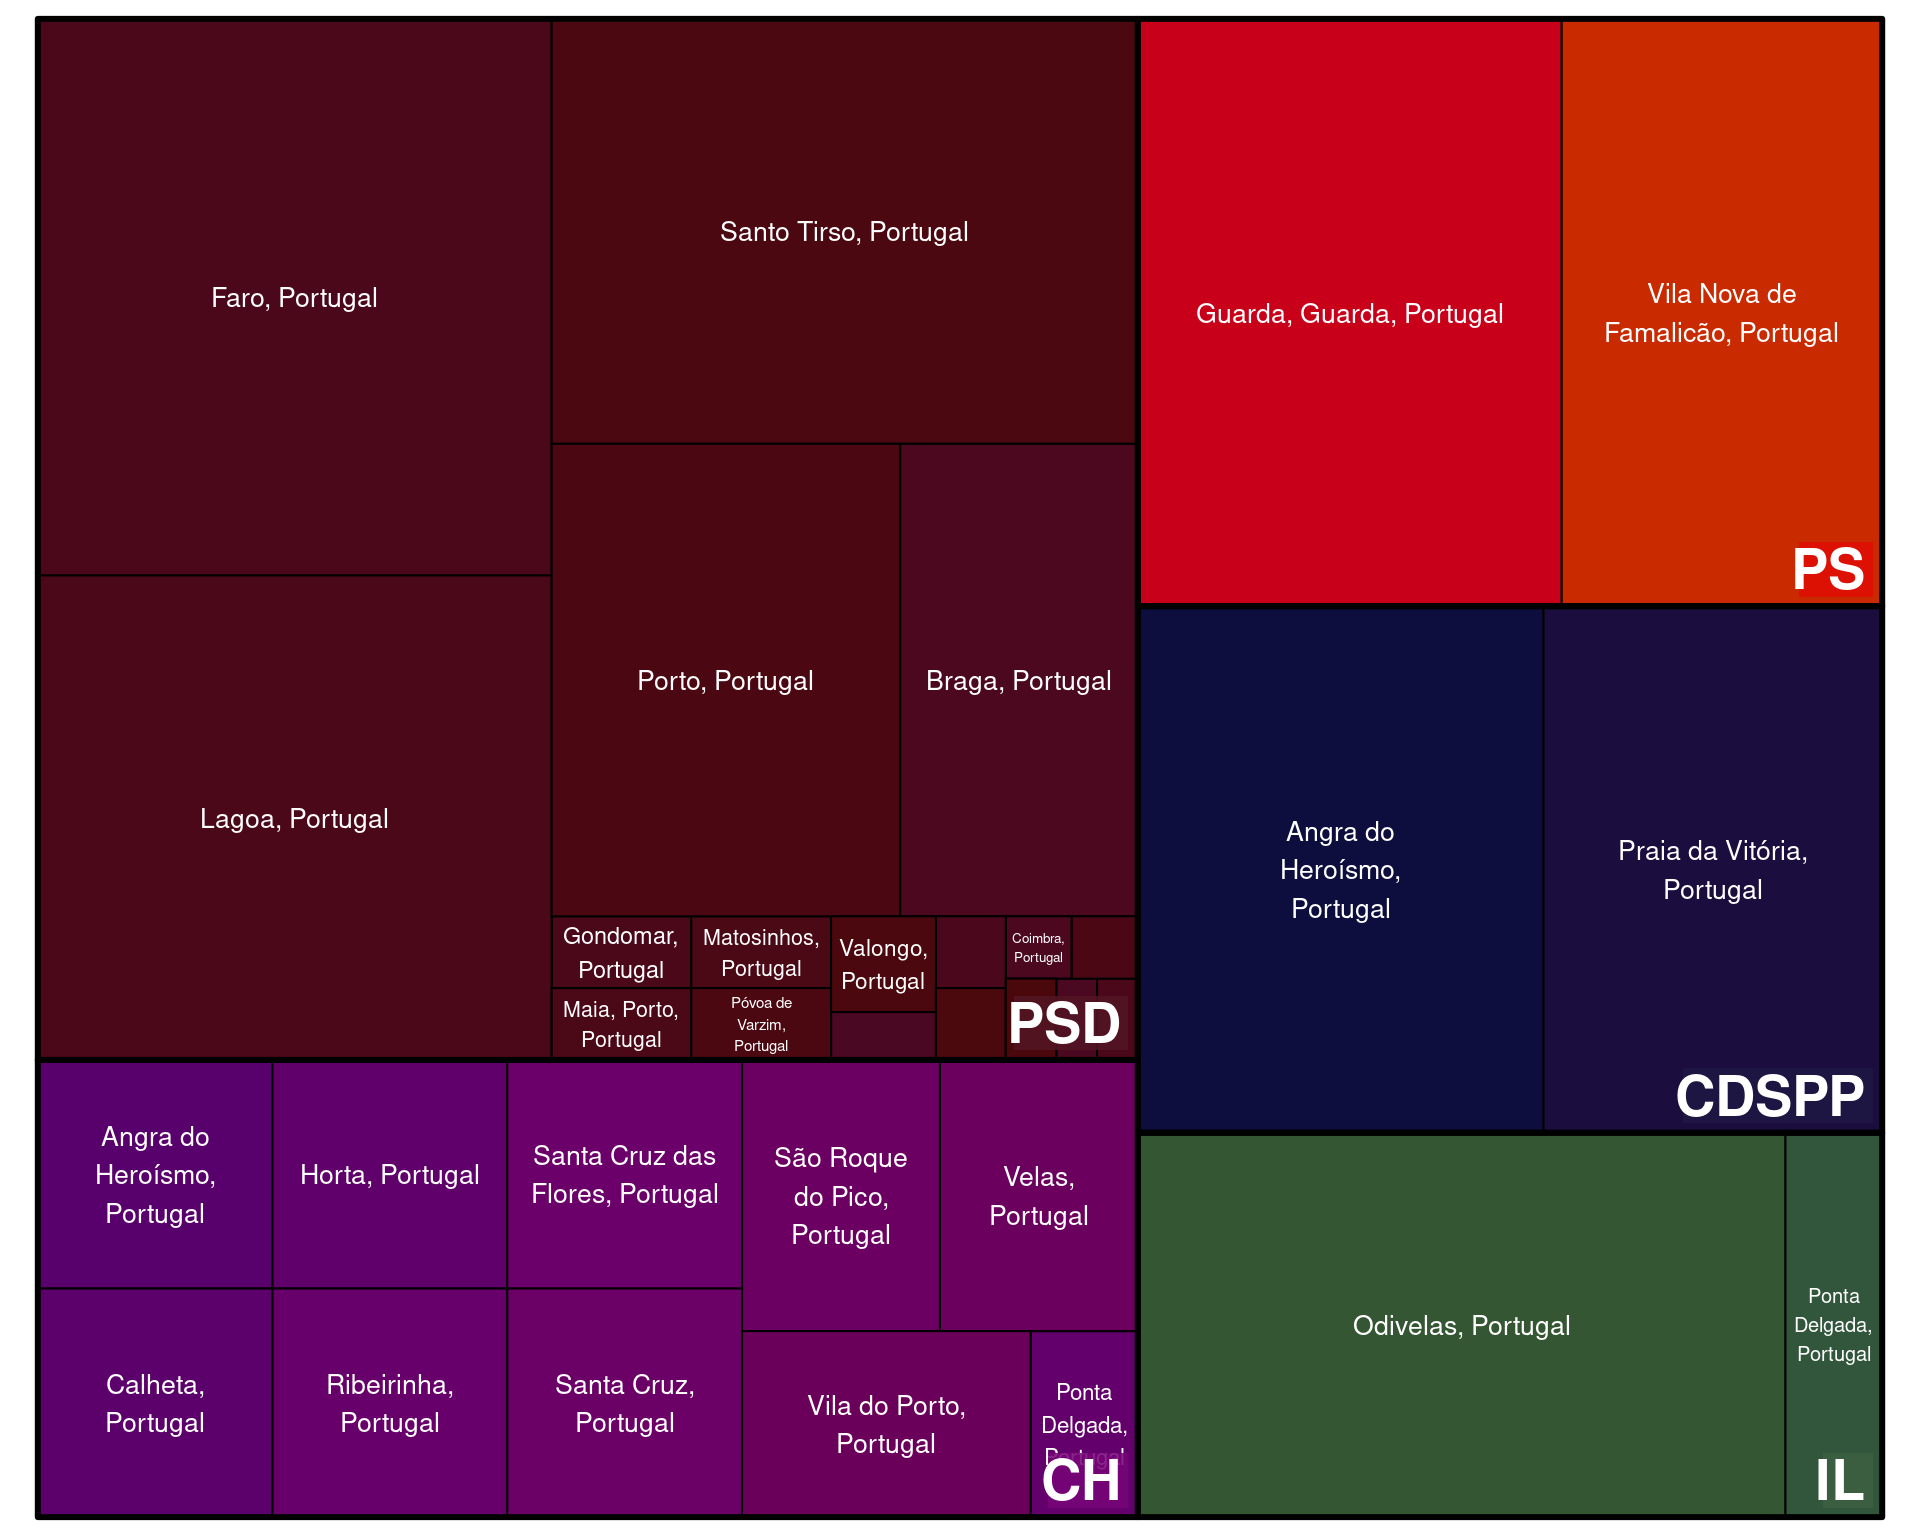 Faro, Portugal
Santo Tirso, Portugal
Lagoa, Portugal
Porto, Portugal
Braga, Portugal
Gondomar,
Portugal
Matosinhos,
Portugal
Valongo,
Portugal
Coimbra,
Portugal
Maia, Porto,
Portugal
Póvoa de
Varzim,
Portugal
PSD
Guarda, Guarda, Portugal
Vila Nova de
Famalicão, Portugal
PS
Angra do
Heroísmo,
Portugal
Praia da Vitória,
Portugal
CDSPP
Angra do
Heroísmo,
Portugal
Horta, Portugal
Santa Cruz das
Flores, Portugal
São Roque
do Pico,
Portugal
Velas,
Portugal
Calheta,
Portugal
Ribeirinha,
Portugal
Santa Cruz,
Portugal
Vila do Porto,
Portugal
Ponta
Delgada,
Portugal
CH
Odivelas, Portugal
Ponta
Delgada,
Portugal
IL